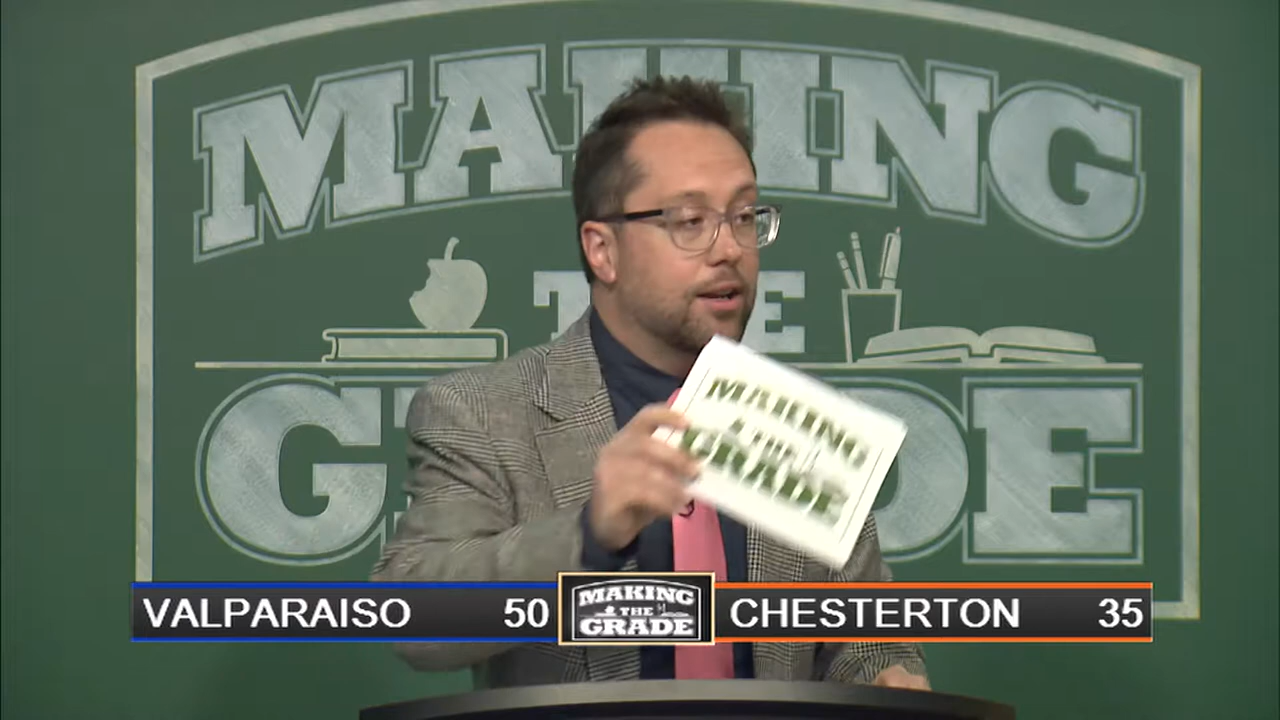 MAKING
THE
GRADE
MAKING
THE
GRADE
VALPARAISO 50
MAKING
THE
GRADE
CHESTERTON 35